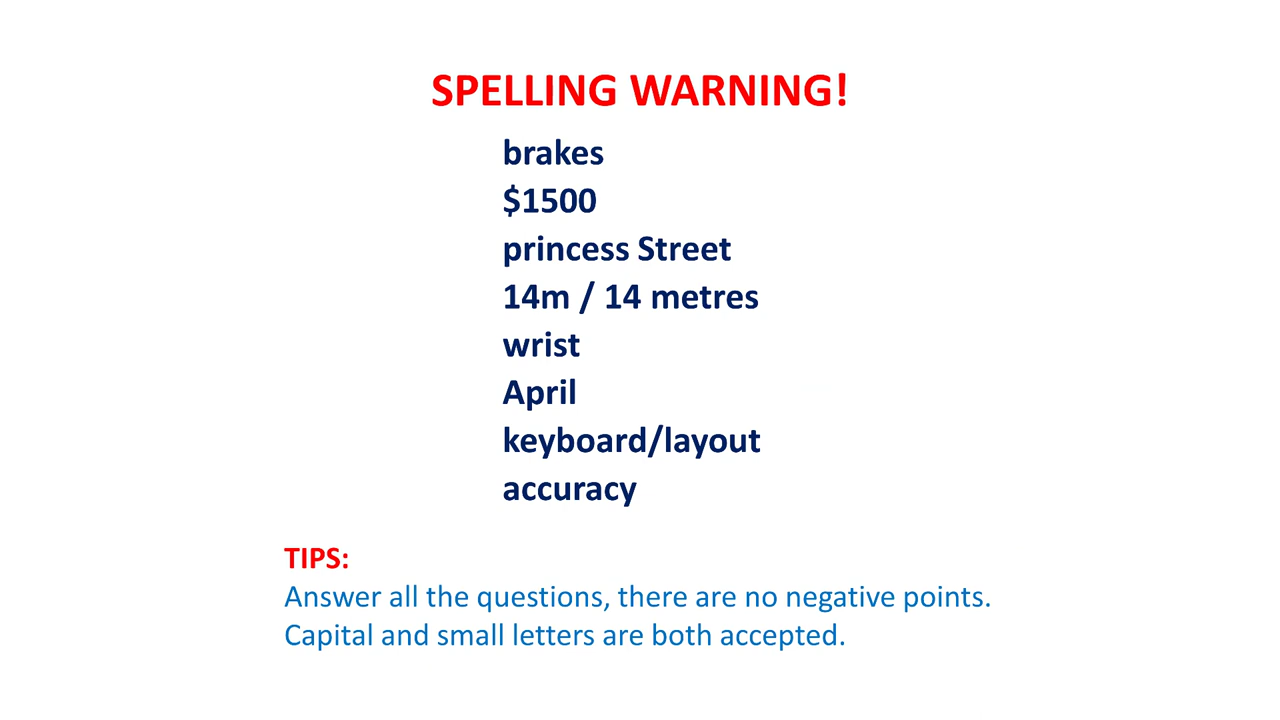 SPELLING WARNING!
brakes
$1500
princess Street
14m / 14 metres
wrist
April
keyboard/layout
accuracy
TIPS:
Answer all the questions, there are no negative points.
Capital and small letters are both accepted.